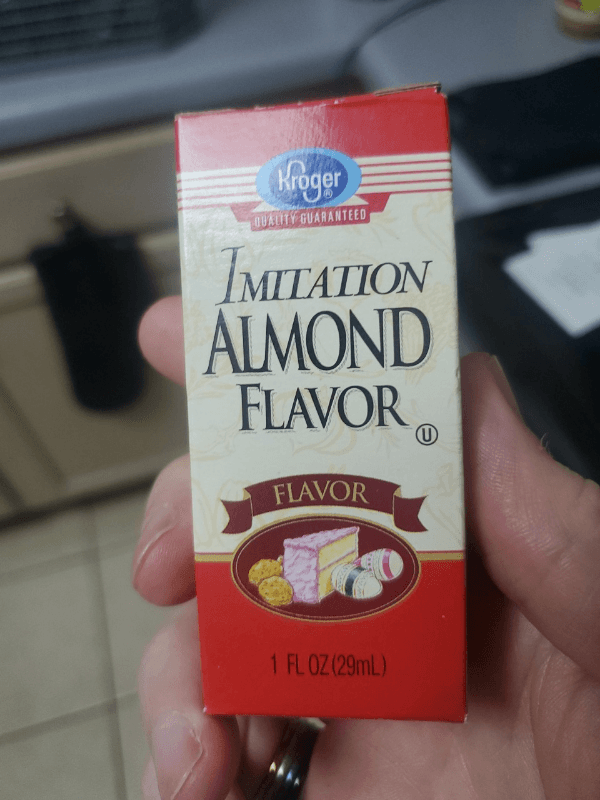 Kroger®
QUALITY GUARANTEED
IMITATION
ALMOND
FLAVOR
U
FLAVOR
1 FL OZ (29mL)